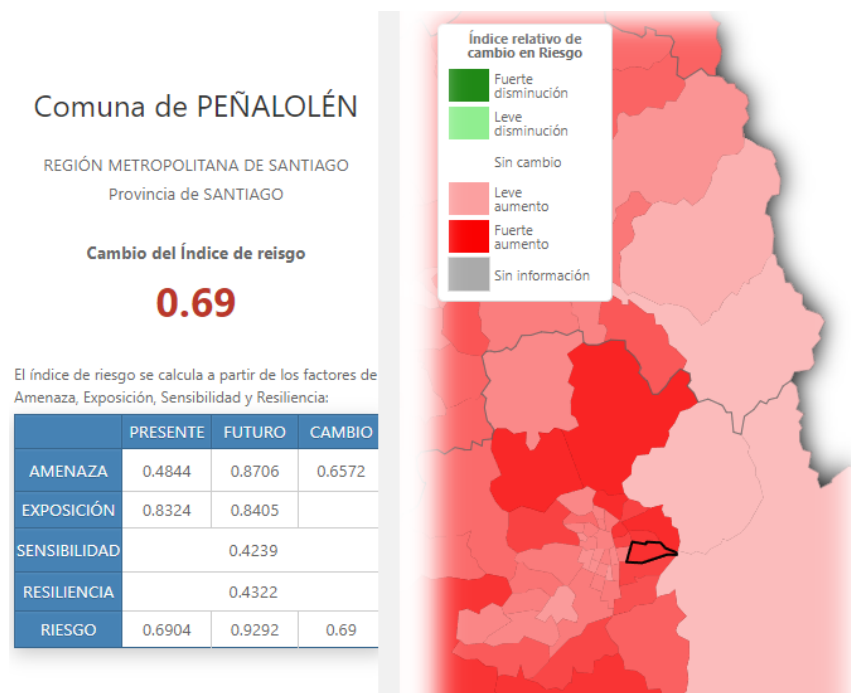 Comuna de PEÑALOLÉN
REGIÓN METROPOLITANA DE SANTIAGO
Provincia de SANTIAGO
Cambio del Índice de reisgo
0.69
El índice de riesgo se calcula a partir de los factores de
Amenaza, Exposición, Sensibilidad y Resiliencia:
PRESENTE FUTURO CAMBIO
AMENAZA 0.4844 0.8706 0.6572
EXPOSICIÓN 0.8324 0.8405
SENSIBILIDAD 0.4239
RESILIENCIA 0.4322
RIESGO 0.6904 0.9292 0.69
Índice relativo de
cambio en Riesgo
Fuerte
disminución
Leve
disminución
Sin cambio
Leve
aumento
Fuerte
aumento
Sin información